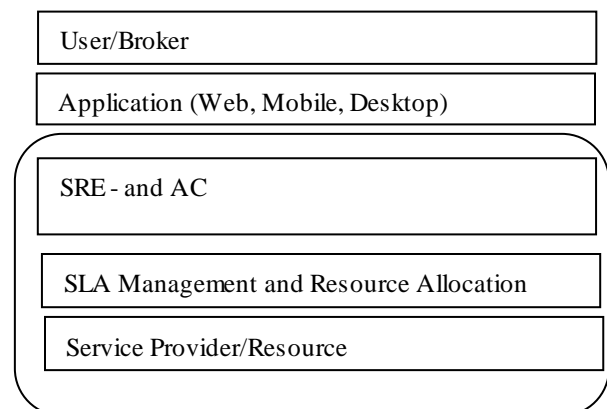 User/Broker
Application (Web, Mobile, Desktop)
SRE- and AC
SLA Management and Resource Allocation
Service Provider/Resource